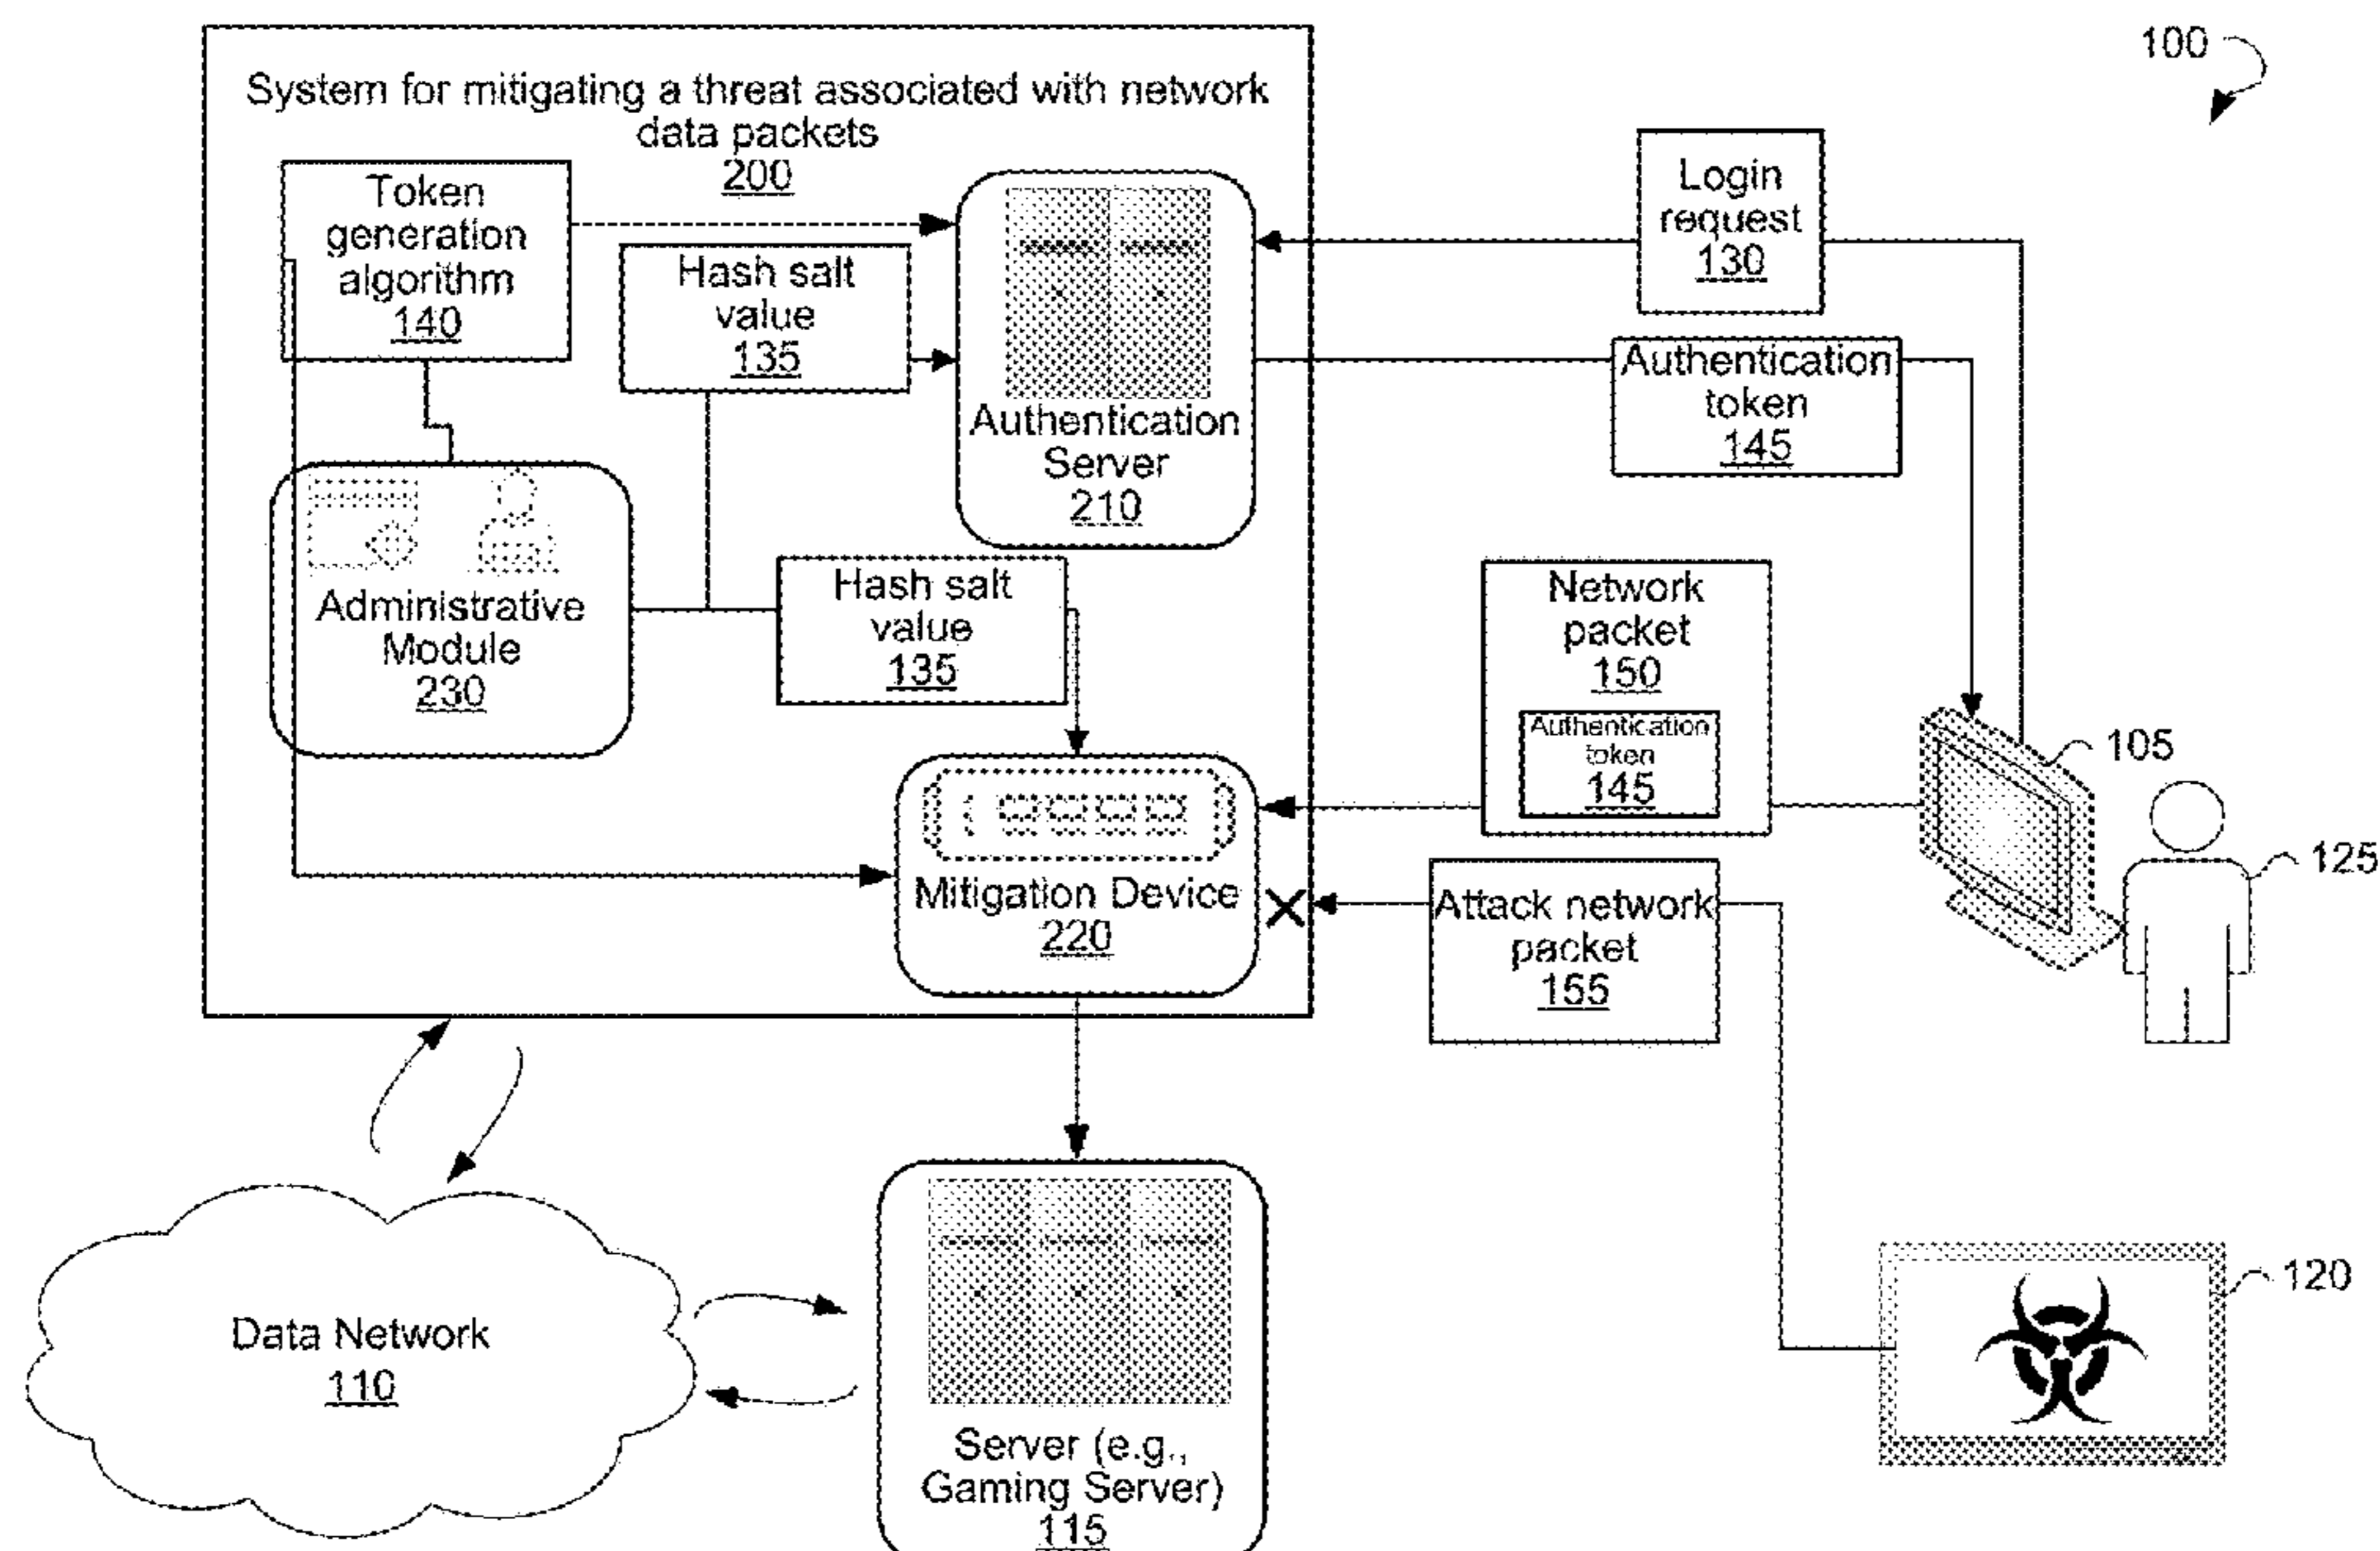 100
System for mitigating a threat associated with network
data packets
200
Token
generation
algorithm
140
Hash salt
value
135
Authentication
Server
210
Login
request
130
Authentication
token
145
Administrative
Module
230
Hash salt
value
135
Network
packet
150
Authentication
token
145
105
125
Mitigation Device
220
Attack network
packet
155
Data Network
110
Server (e.g.,
Gaming Server)
115
120